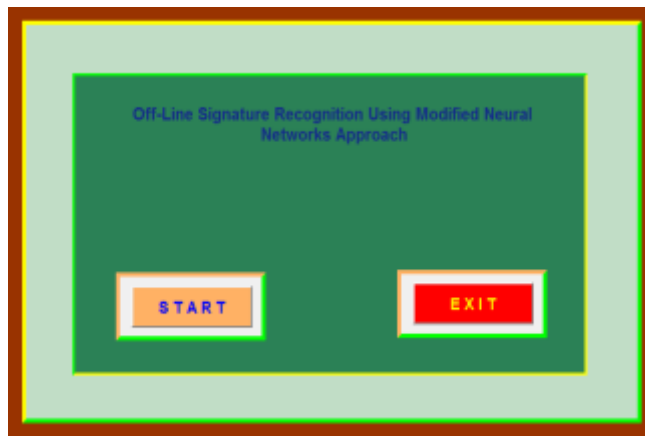 Off-Line Signature Recognition Using Modified Neural
Networks Approach
START
EXIT